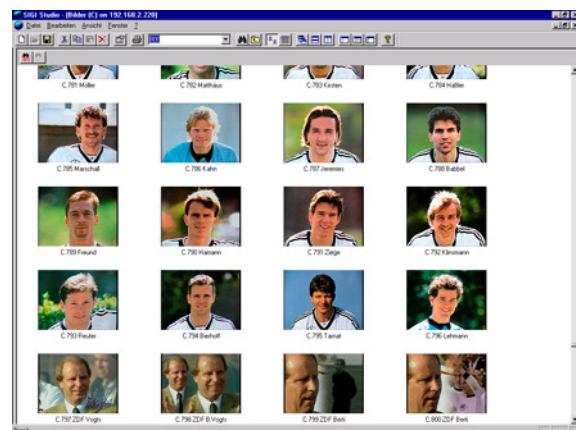 SIGI Studio - [Bilder (C) on 192.168.2.220]
Datei Bearbeiten Ansicht Fenster ?
C.781 Möller C.782 Matthäus C.783 Kirsten C.784 Häßler
C.785 Marschall C.786 Kahn C.787 Jeremies C.788 Babbel
C.789 Freund C.790 Hamann C.791 Ziege C.792 Klinsmann
C.793 Reuter C.794 Bierhoff C.795 Tarnat C.796 Lehmann
C.797 ZDF Vogts C.798 ZDF B.Vogts C.799 ZDF Berti C.800 ZDF Berti